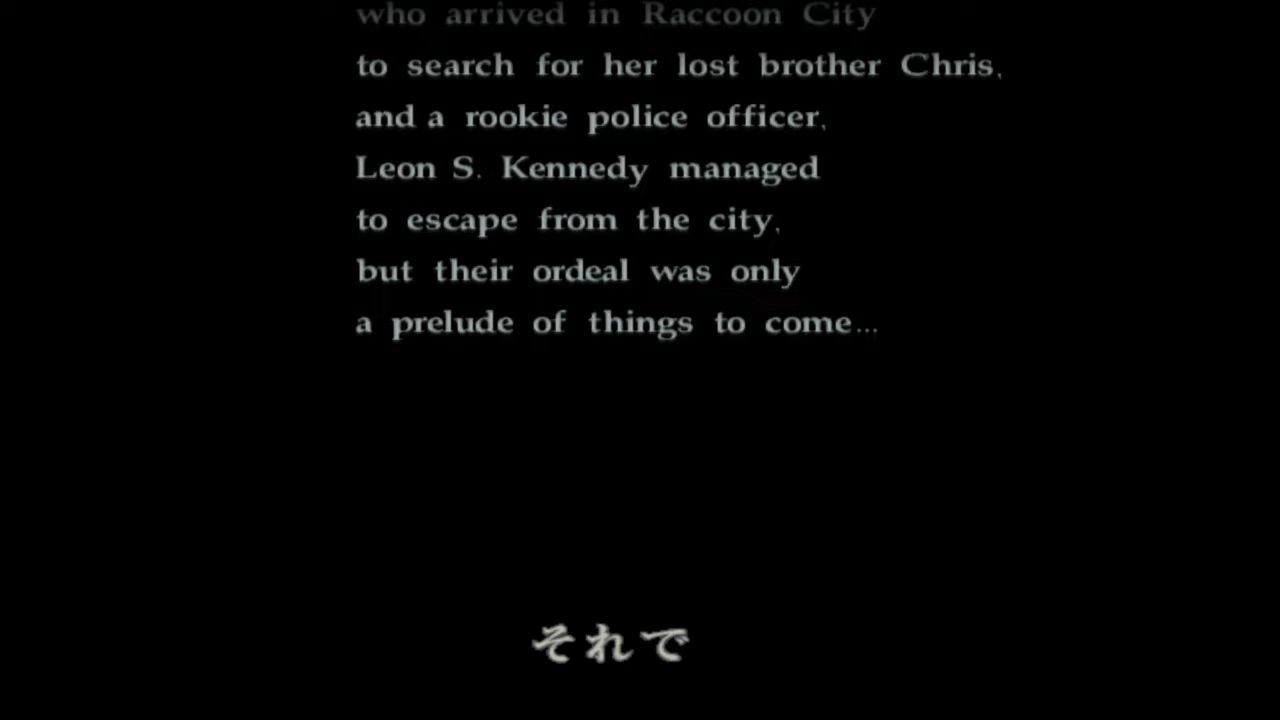 who arrived in Raccoon City
to search for her lost brother Chris,
and a rookie police officer,
Leon S. Kennedy managed
to escape from the city,
but their ordeal was only
a prelude of things to come...
それで